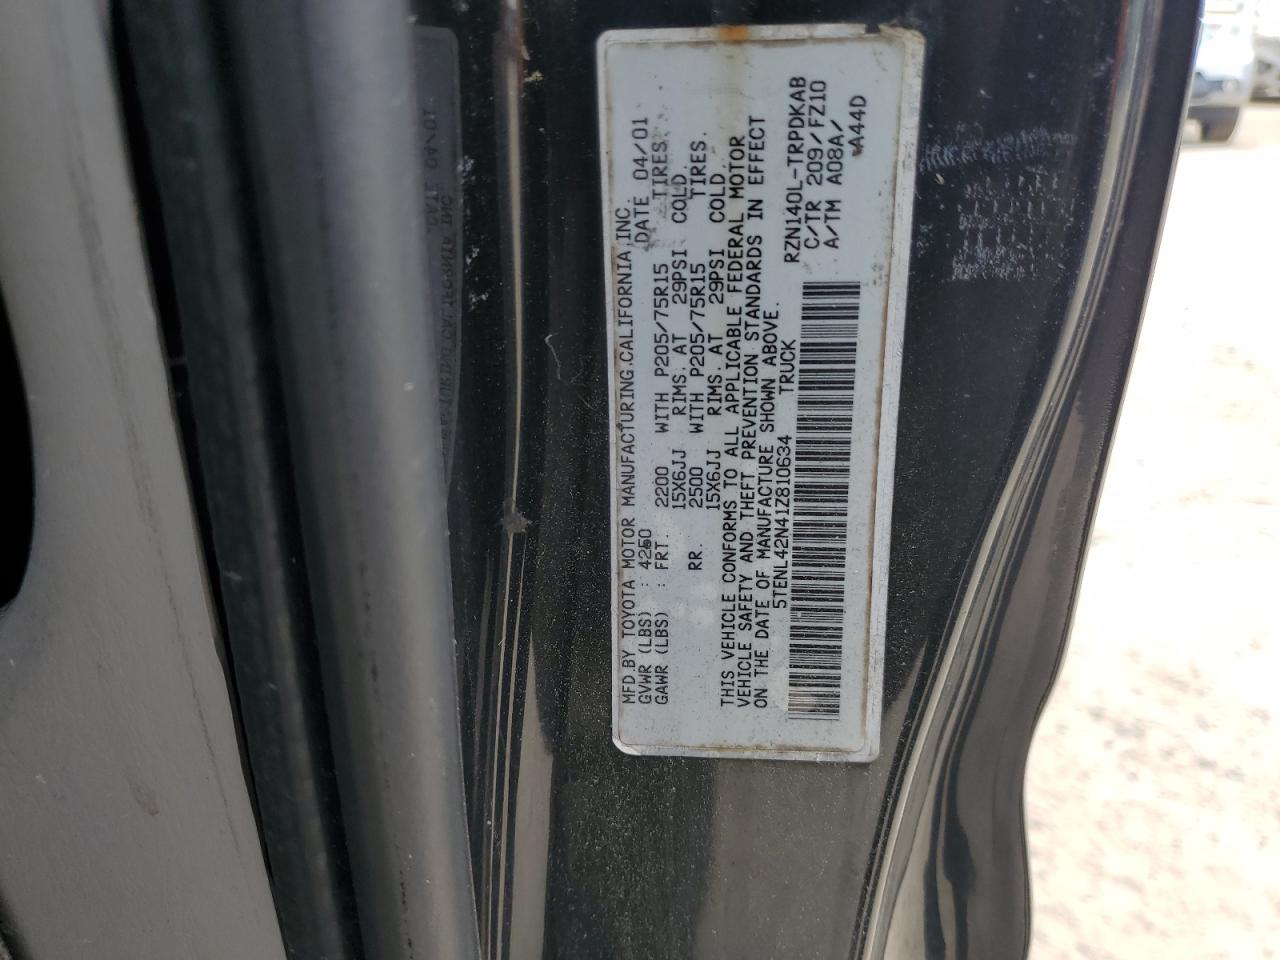 MFD.BY TOYOTA MOTOR MANUFACTURING.CALIFORNIA,INC.
GVWR (LBS) : 4250 DATE 04/01
GAWR (LBS) : FRT. 2200 WITH P205/75R15 TIRES.
15X6JJ RIMS. AT 29PSI COLD.
RR. 2500 WITH P205/75R15 TIRES.
15X6JJ RIMS. AT 29PSI COLD.
THIS VEHICLE CONFORMS TO ALL APPLICABLE FEDERAL MOTOR
VEHICLE SAFETY AND THEFT PREVENTION STANDARDS IN EFFECT
ON THE DATE OF MANUFACTURE SHOWN ABOVE.
5TENL42N41Z810634 TRUCK
RZN140L-TRPDKAB
C/TR 209/FZ10
A/TM A08A/
A44D